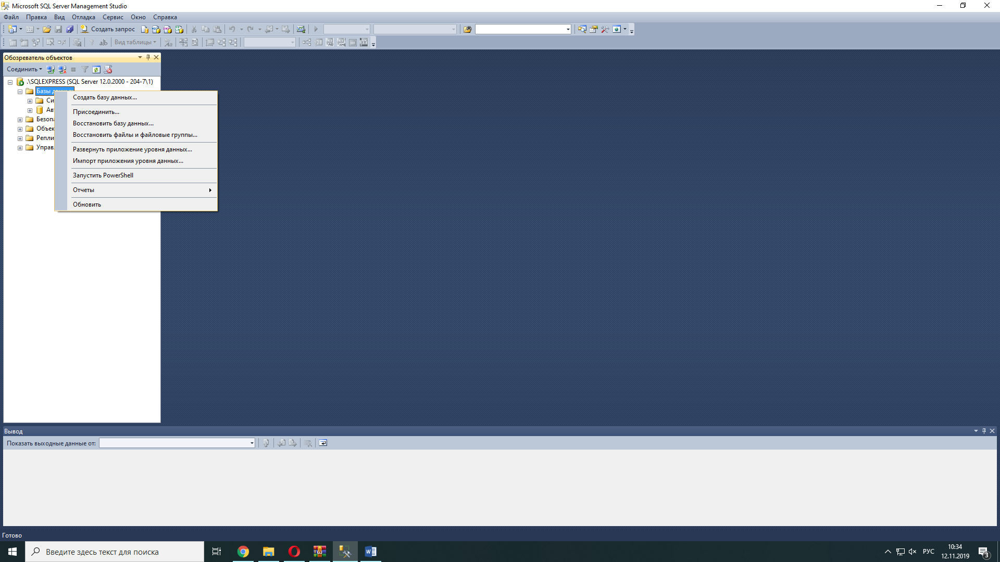 Microsoft SQL Server Management Studio
Файл Правка Вид Отладка Сервис Окно Справка
Создать запрос
Вид таблицы
Обозреватель объектов
Соединить
.\SQLEXPRESS (SQL Server 12.0.2000 - 204-7\1)
Базы
Си
Ав
Безоп
Объек
Репли
Управ
Создать базу данных...
Присоединить...
Восстановить базу данных...
Восстановить файлы и файловые группы...
Развернуть приложение уровня данных...
Импорт приложения уровня данных...
Запустить PowerShell
Отчеты
Обновить
Вывод
Показать выходные данные от:
Готово
Введите здесь текст для поиска
РУС
10:34
12.11.2019
3